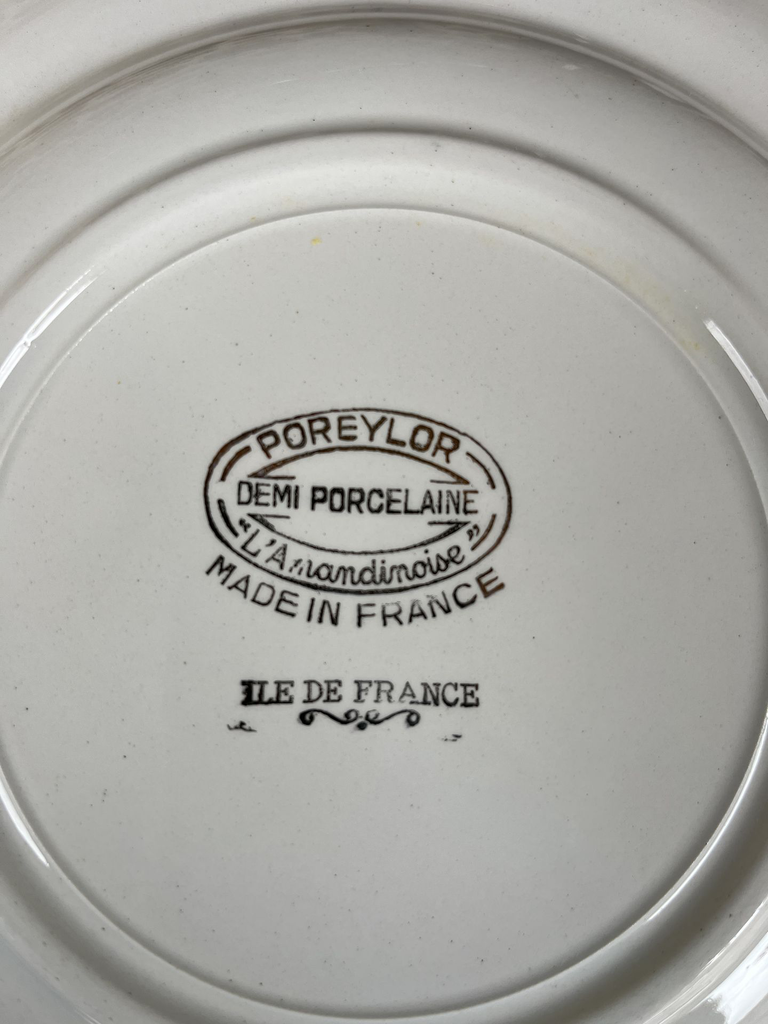 POREYLOR
DEMI PORCELAINE
"L'Amandinoise"
MADE IN FRANCE
ILE DE FRANCE